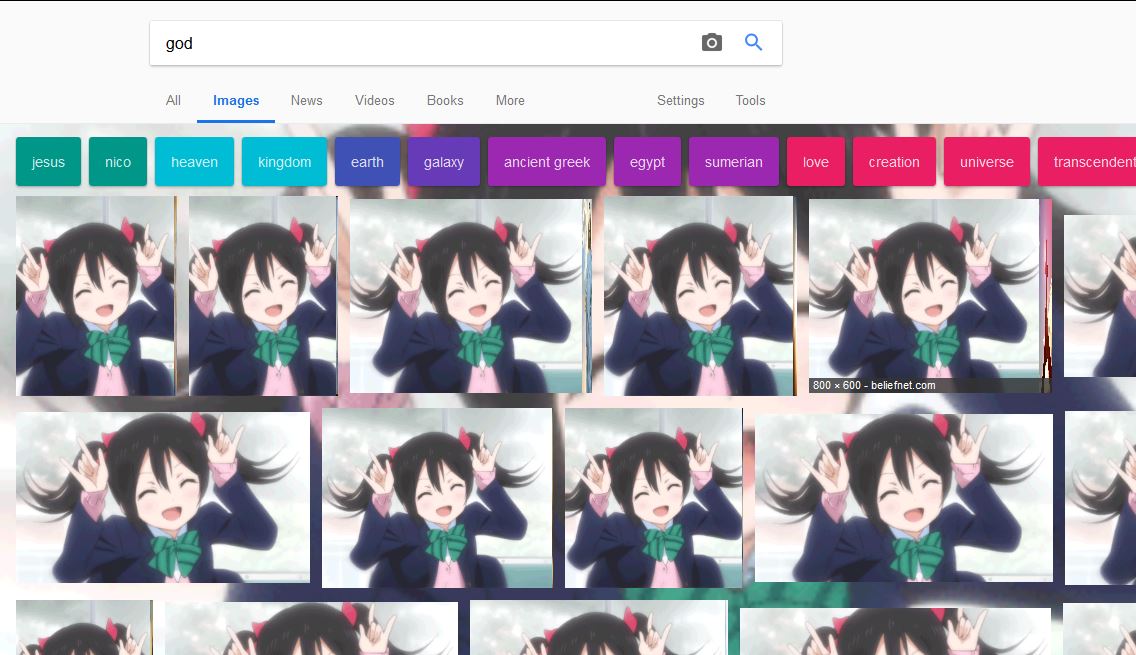 god
All Images News Videos Books More Settings Tools
jesus nico heaven kingdom earth galaxy ancient greek egypt sumerian love creation universe transcendent
800 × 600 - beliefnet.com